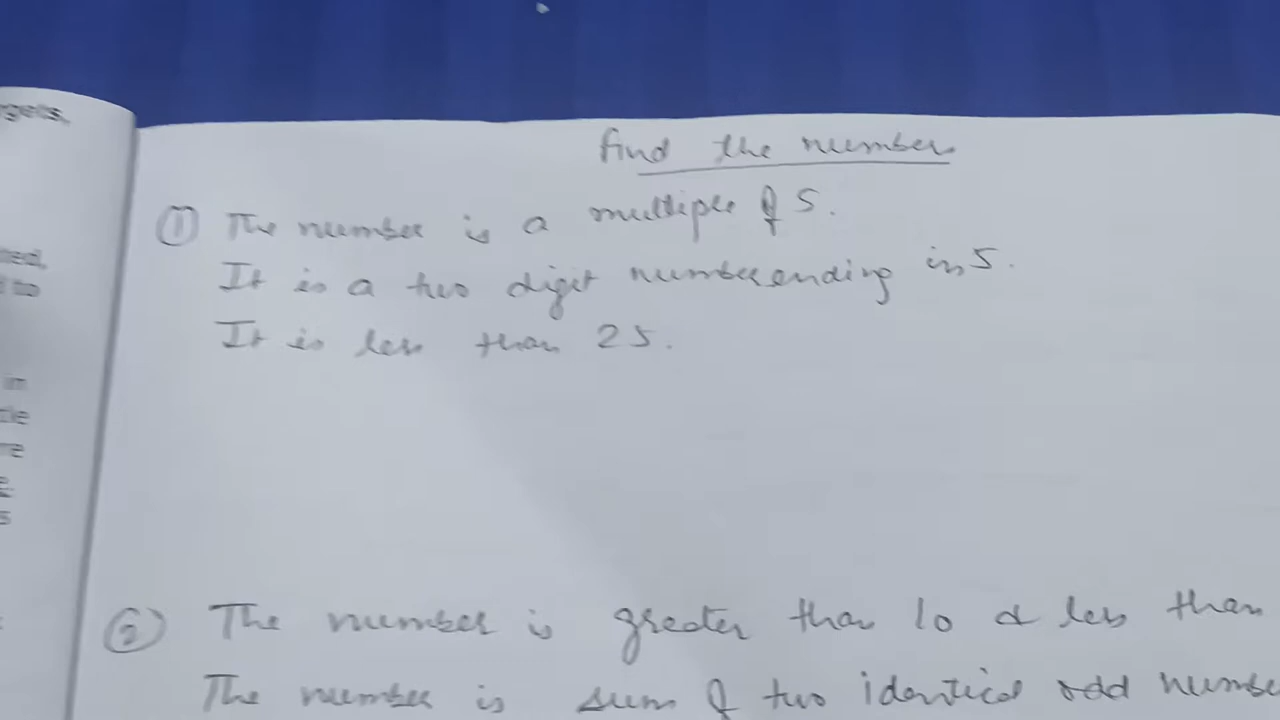 rgets,
find the number
① The number is a multiple of 5.
It is a two digit number ending in 5.
It is less than 25.
in
② The number is greater than 10 & less than
The number is sum of two identical odd numbe